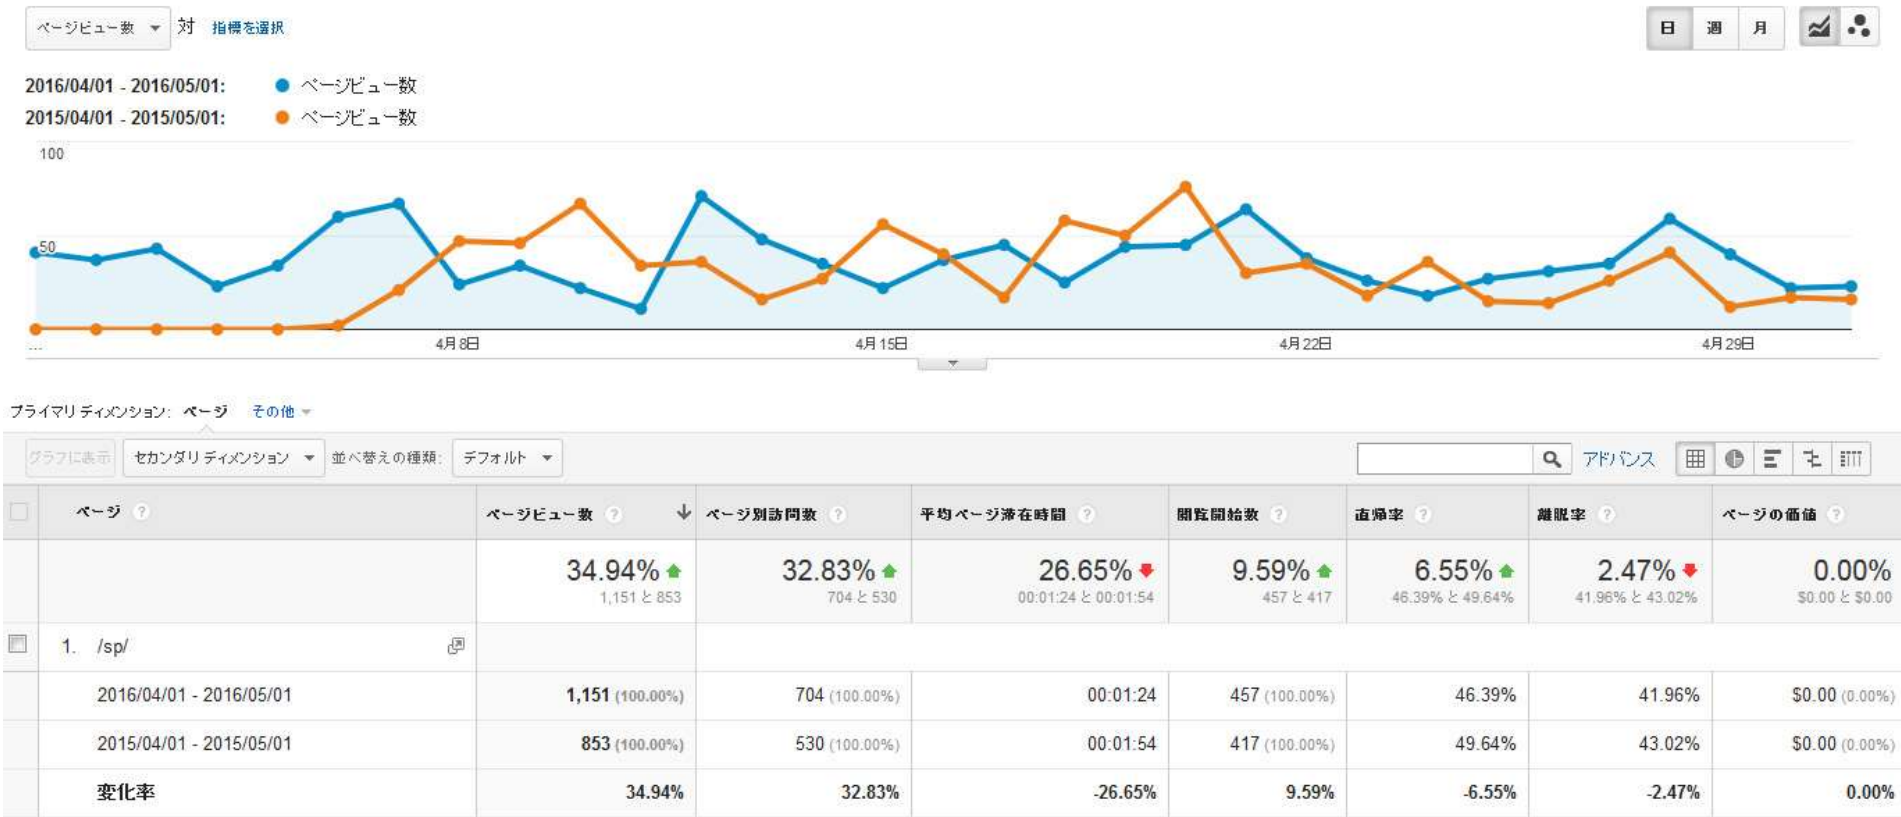 ページビュー数 対 指標を選択 日 週 月
2016/04/01 - 2016/05/01: ページビュー数
2015/04/01 - 2015/05/01: ページビュー数
100
50
... 4月8日 4月15日 4月22日 4月29日
プライマリ ディメンション: ページ その他
グラフに表示 セカンダリ ディメンション 並べ替えの種類: デフォルト アドバンス
ページ ? ページビュー数 ? ページ別訪問数 ? 平均ページ滞在時間 ? 閲覧開始数 ? 直帰率 ? 離脱率 ? ページの価値 ?
34.94% 32.83% 26.65% 9.59% 6.55% 2.47% 0.00%
1,151 と 853 704 と 530 00:01:24 と 00:01:54 457 と 417 46.39% と 49.64% 41.96% と 43.02% $0.00 と $0.00
1. /sp/
2016/04/01 - 2016/05/01 1,151 (100.00%) 704 (100.00%) 00:01:24 457 (100.00%) 46.39% 41.96% $0.00 (0.00%)
2015/04/01 - 2015/05/01 853 (100.00%) 530 (100.00%) 00:01:54 417 (100.00%) 49.64% 43.02% $0.00 (0.00%)
変化率 34.94% 32.83% -26.65% 9.59% -6.55% -2.47% 0.00%